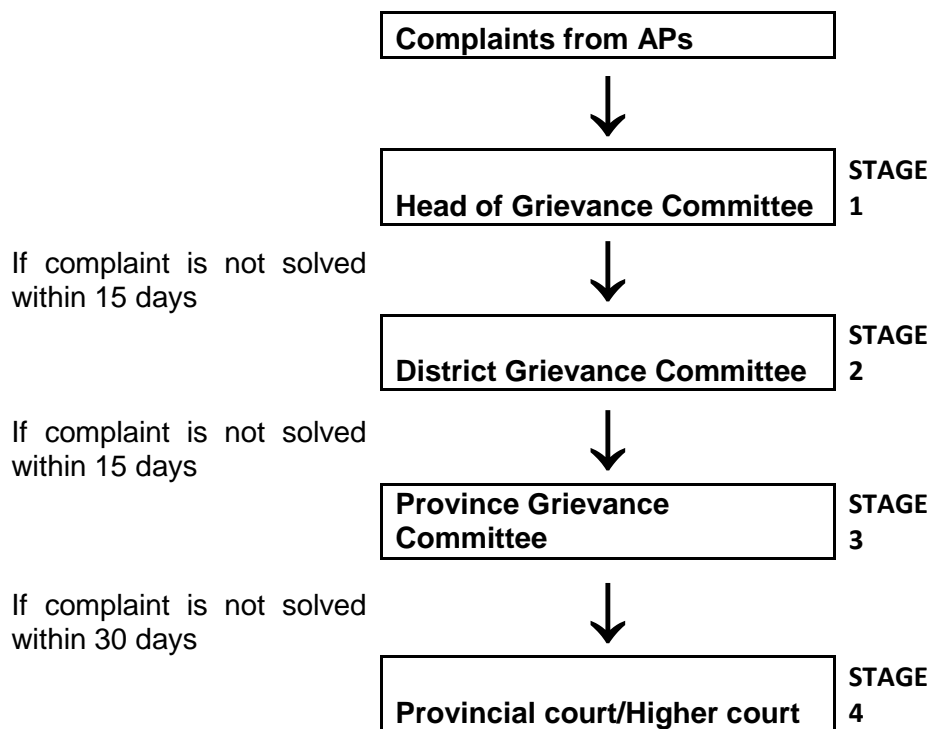 Complaints from APs
STAGE
Head of Grievance Committee 1
If complaint is not solved
within 15 days
STAGE
District Grievance Committee 2
If complaint is not solved
within 15 days
Province Grievance STAGE
Committee 3
If complaint is not solved
within 30 days
STAGE
Provincial court/Higher court 4